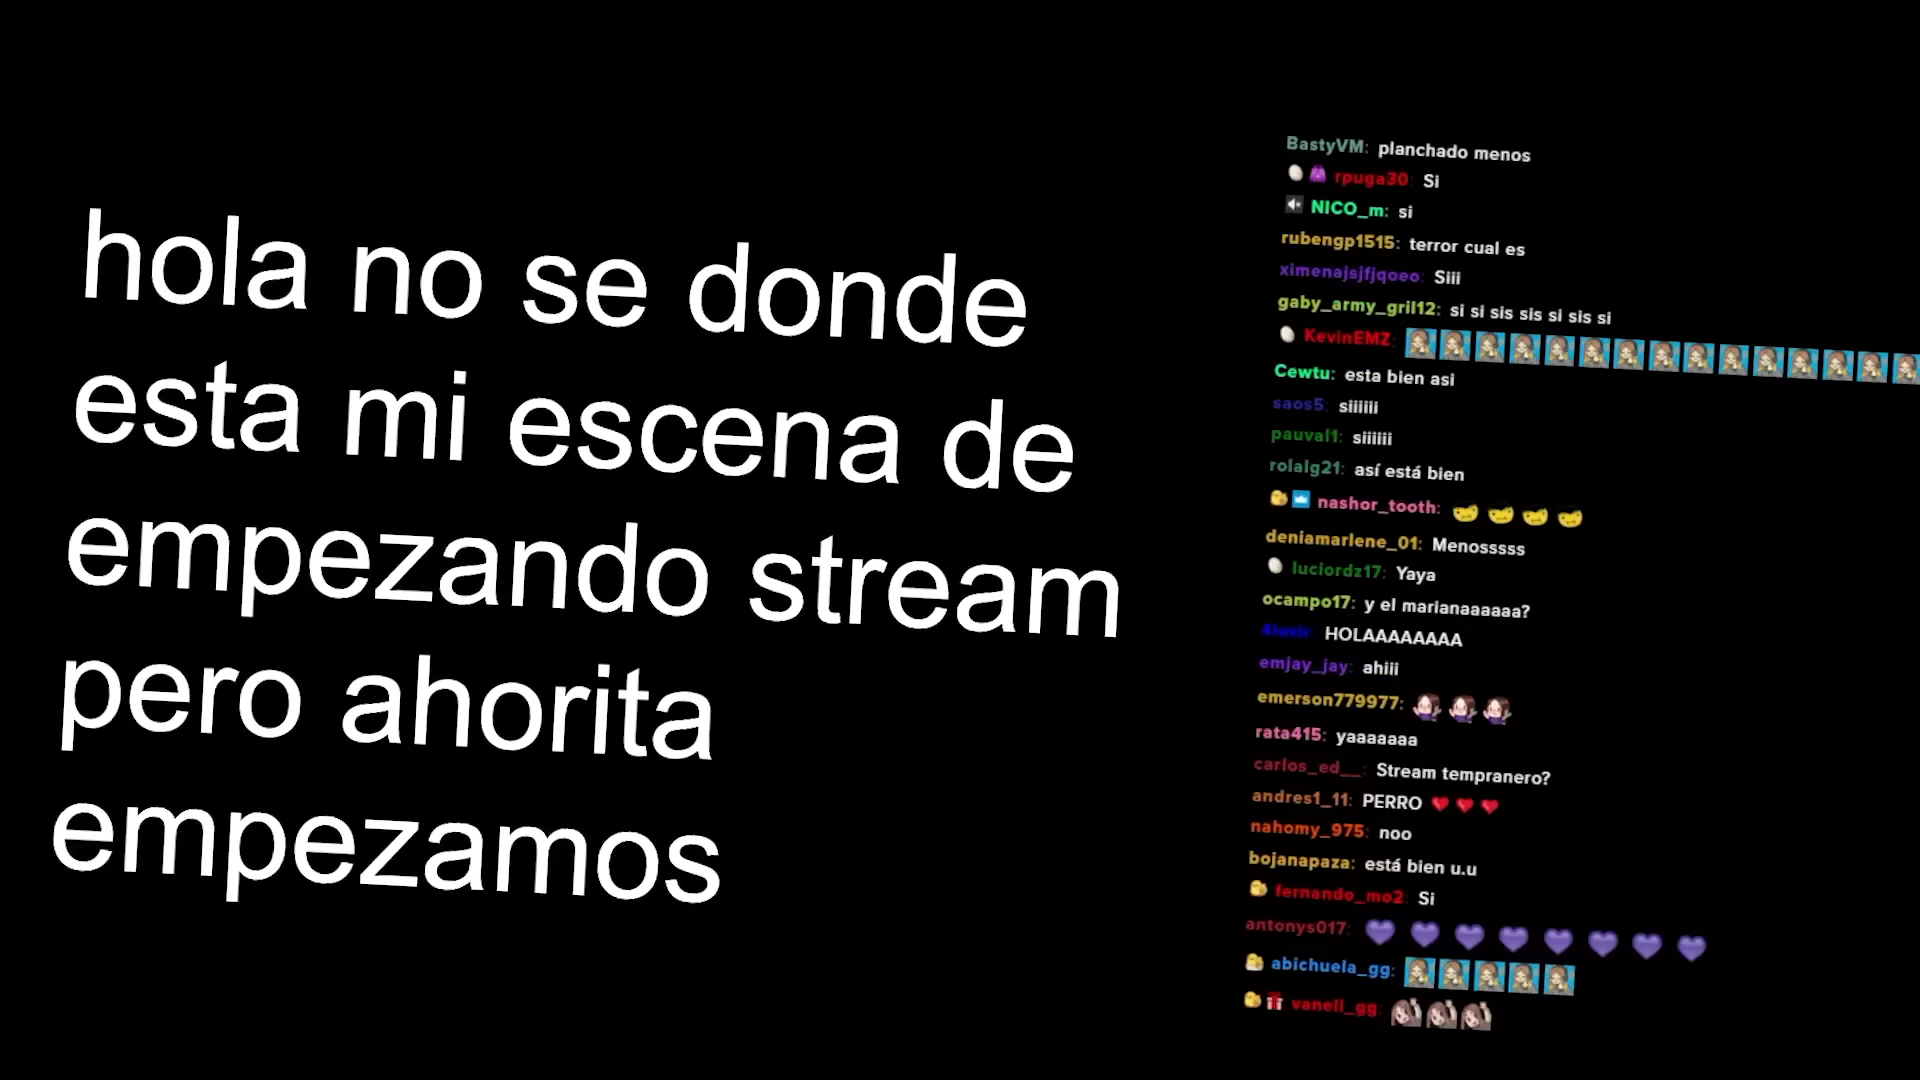 hola no se donde
esta mi escena de
empezando stream
pero ahorita
empezamos
BastyVM: planchado menos
rpuga30: Si
NICO_m: si
rubengp1515: terror cual es
ximenajsjfjqoeo: Siii
gaby_army_gril12: si si sis sis si sis si
KevinEMZ:
Cewtu: esta bien asi
saos5: siiiiii
pauval1: siiiiii
rolalg21: así está bien
nashor_tooth:
deniamarlene_01: Menosssss
luciordz17: Yaya
ocampo17: y el marianaaaaaa?
HOLAAAAAAAA
emjay_jay: ahiii
emerson779977:
rata415: yaaaaaaa
carlos_ed__: Stream tempranero?
andres1_11: PERRO
nahomy_975: noo
bojanapaza: está bien u.u
fernando_mo2: Si
antonys017:
abichuela_gg:
vanell_gg: